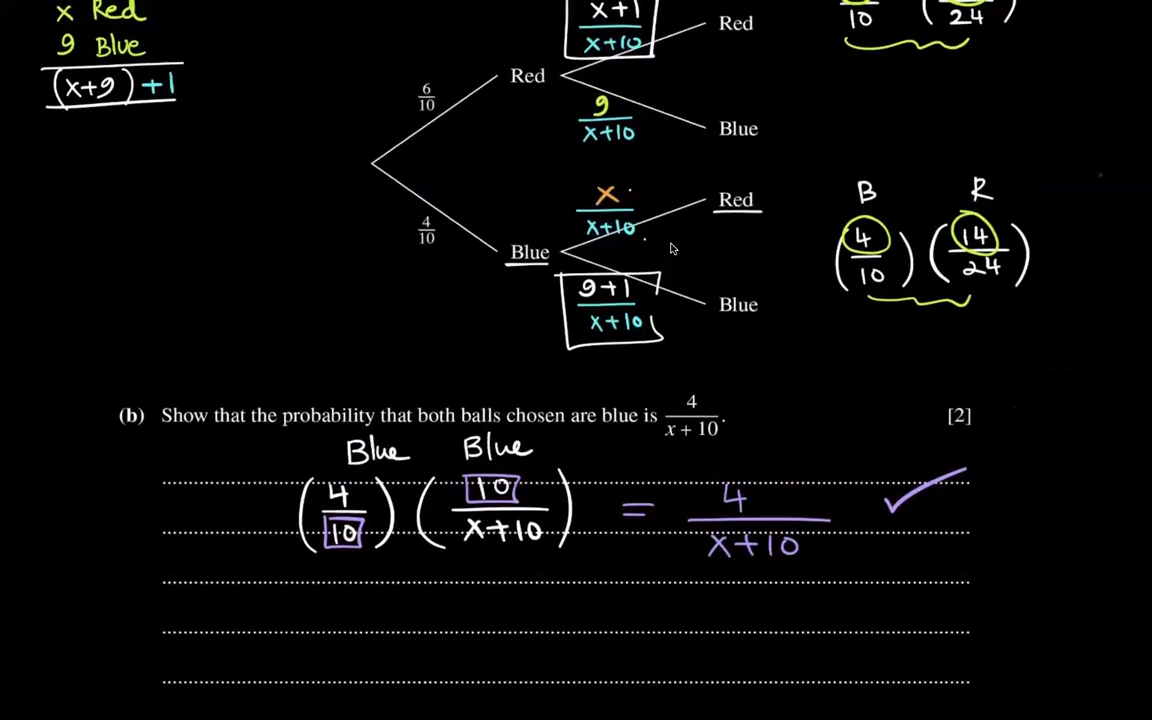 x Red
9 Blue
(x+9) +1
x+1
x+10
Red
10
24
6
10
Red
9
x+10
Blue
x
x+10
Red
4
10
Blue
9+1
x+10
Blue
B R
(4/10) (14/24)
(b) Show that the probability that both balls chosen are blue is 4/(x + 10). [2]
Blue Blue
(4/10) (10/(x+10)) = 4/(x+10) ✓